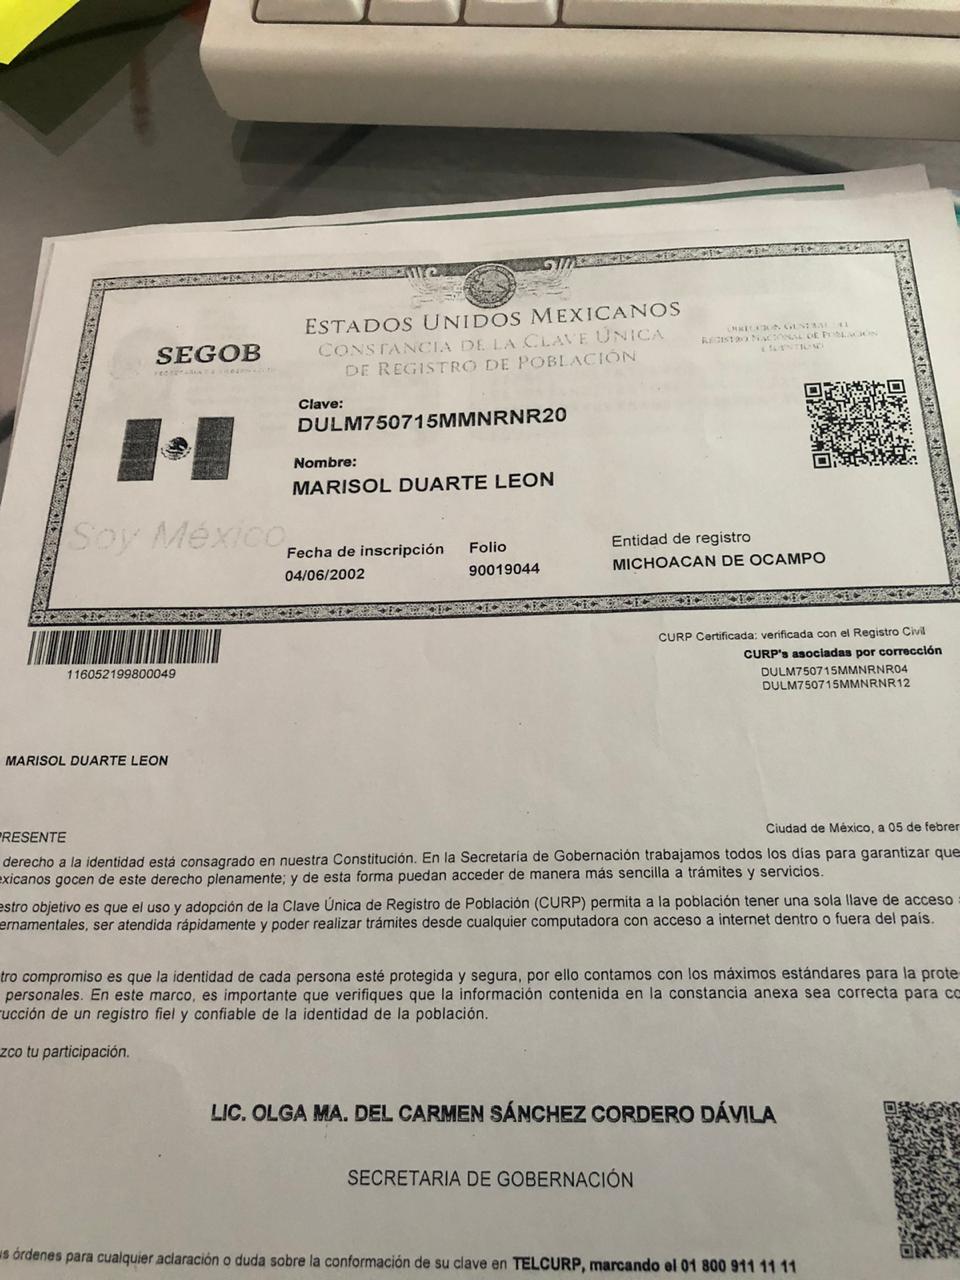 ESTADOS UNIDOS MEXICANOS
CONSTANCIA DE LA CLAVE ÚNICA
DE REGISTRO DE POBLACIÓN
SEGOB
DIRECCIÓN GENERAL DEL
REGISTRO NACIONAL DE POBLACIÓN
E IDENTIDAD
Clave:
DULM750715MMNRNR20
Nombre:
MARISOL DUARTE LEON
Soy México
Fecha de inscripción Folio Entidad de registro
04/06/2002 90019044 MICHOACAN DE OCAMPO
116052199800049
CURP Certificada: verificada con el Registro Civil
CURP's asociadas por corrección
DULM750715MMNRNR04
DULM750715MMNRNR12
MARISOL DUARTE LEON
PRESENTE
Ciudad de México, a 05 de febrer
derecho a la identidad está consagrado en nuestra Constitución. En la Secretaría de Gobernación trabajamos todos los días para garantizar que
exicanos gocen de este derecho plenamente; y de esta forma puedan acceder de manera más sencilla a trámites y servicios.
estro objetivo es que el uso y adopción de la Clave Única de Registro de Población (CURP) permita a la población tener una sola llave de acceso
ernamentales, ser atendida rápidamente y poder realizar trámites desde cualquier computadora con acceso a internet dentro o fuera del país.
tro compromiso es que la identidad de cada persona esté protegida y segura, por ello contamos con los máximos estándares para la prote
personales. En este marco, es importante que verifiques que la información contenida en la constancia anexa sea correcta para co
rucción de un registro fiel y confiable de la identidad de la población.
zco tu participación.
LIC. OLGA MA. DEL CARMEN SÁNCHEZ CORDERO DÁVILA
SECRETARIA DE GOBERNACIÓN
us órdenes para cualquier aclaración o duda sobre la conformación de su clave en TELCURP, marcando el 01 800 911 11 11